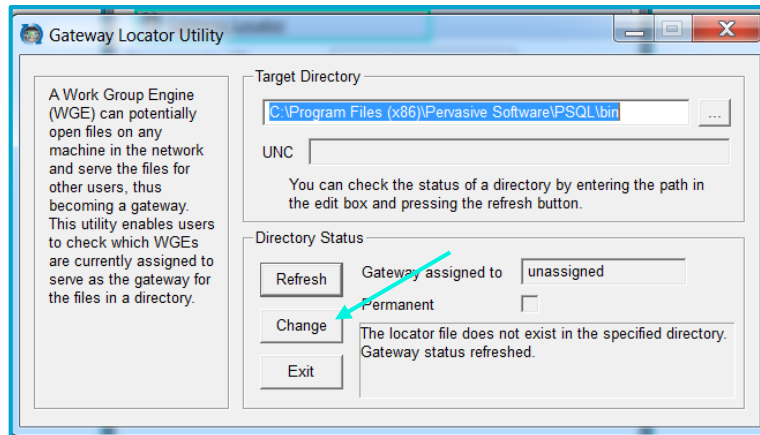 Gateway Locator Utility
A Work Group Engine
(WGE) can potentially
open files on any
machine in the network
and serve the files for
other users, thus
becoming a gateway.
This utility enables users
to check which WGEs
are currently assigned to
serve as the gateway for
the files in a directory.
Target Directory
C:\Program Files (x86)\Pervasive Software\PSQL\bin
...
UNC
You can check the status of a directory by entering the path in
the edit box and pressing the refresh button.
Directory Status
Refresh
Gateway assigned to
unassigned
Permanent
Change
The locator file does not exist in the specified directory.
Gateway status refreshed.
Exit